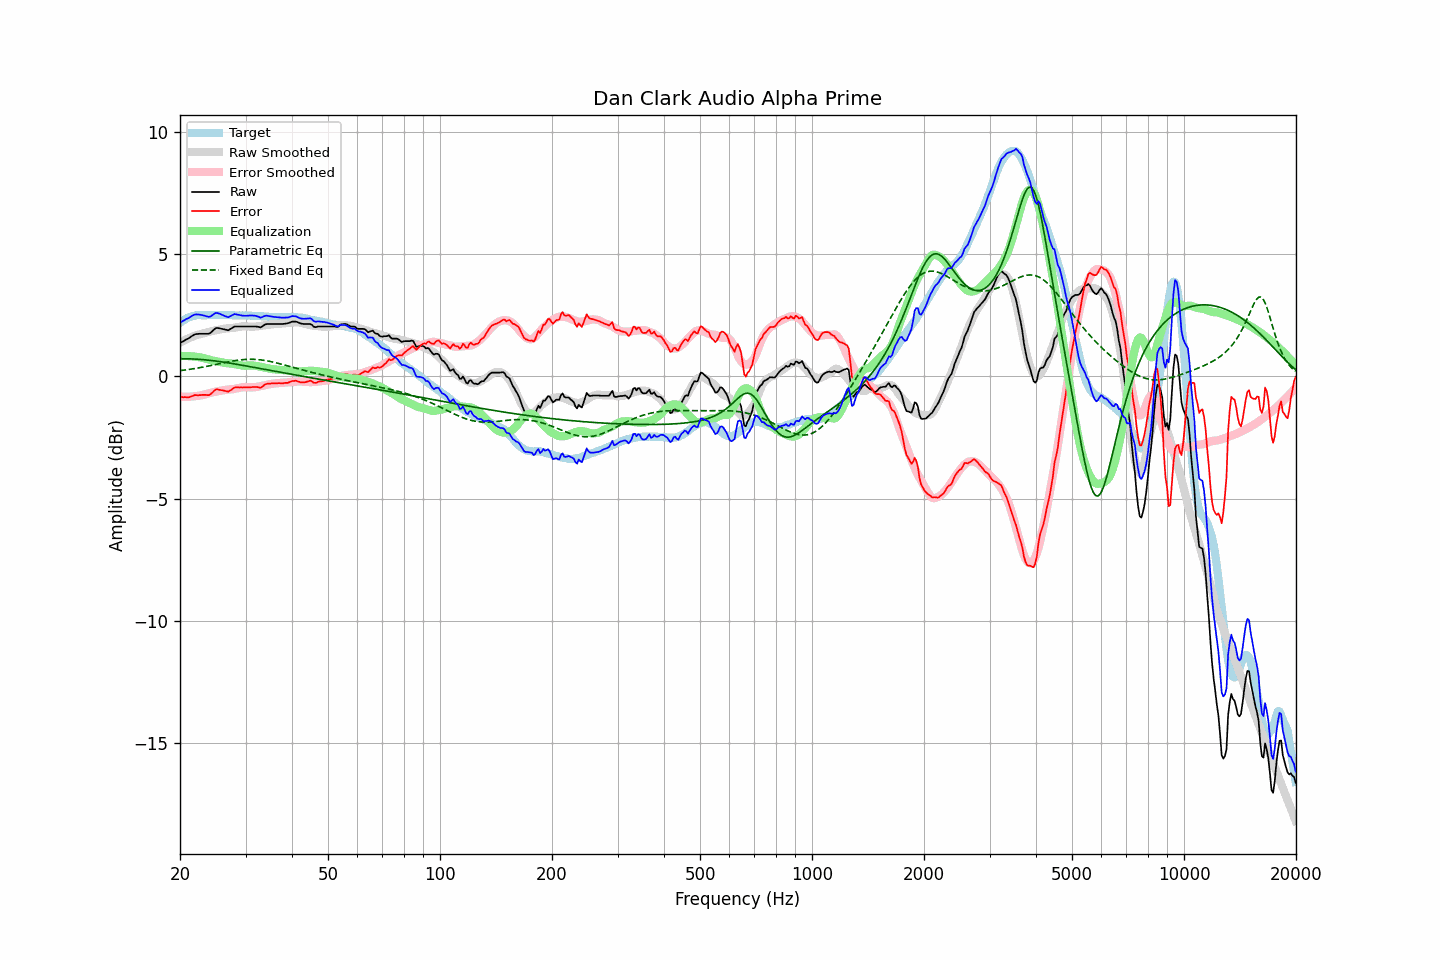 Dan Clark Audio Alpha Prime
Target
Raw Smoothed
Error Smoothed
Raw
Error
Equalization
Parametric Eq
Fixed Band Eq
Equalized
10
5
0
−5
−10
−15
Amplitude (dBr)
20
50
100
200
500
1000
2000
5000
10000
20000
Frequency (Hz)